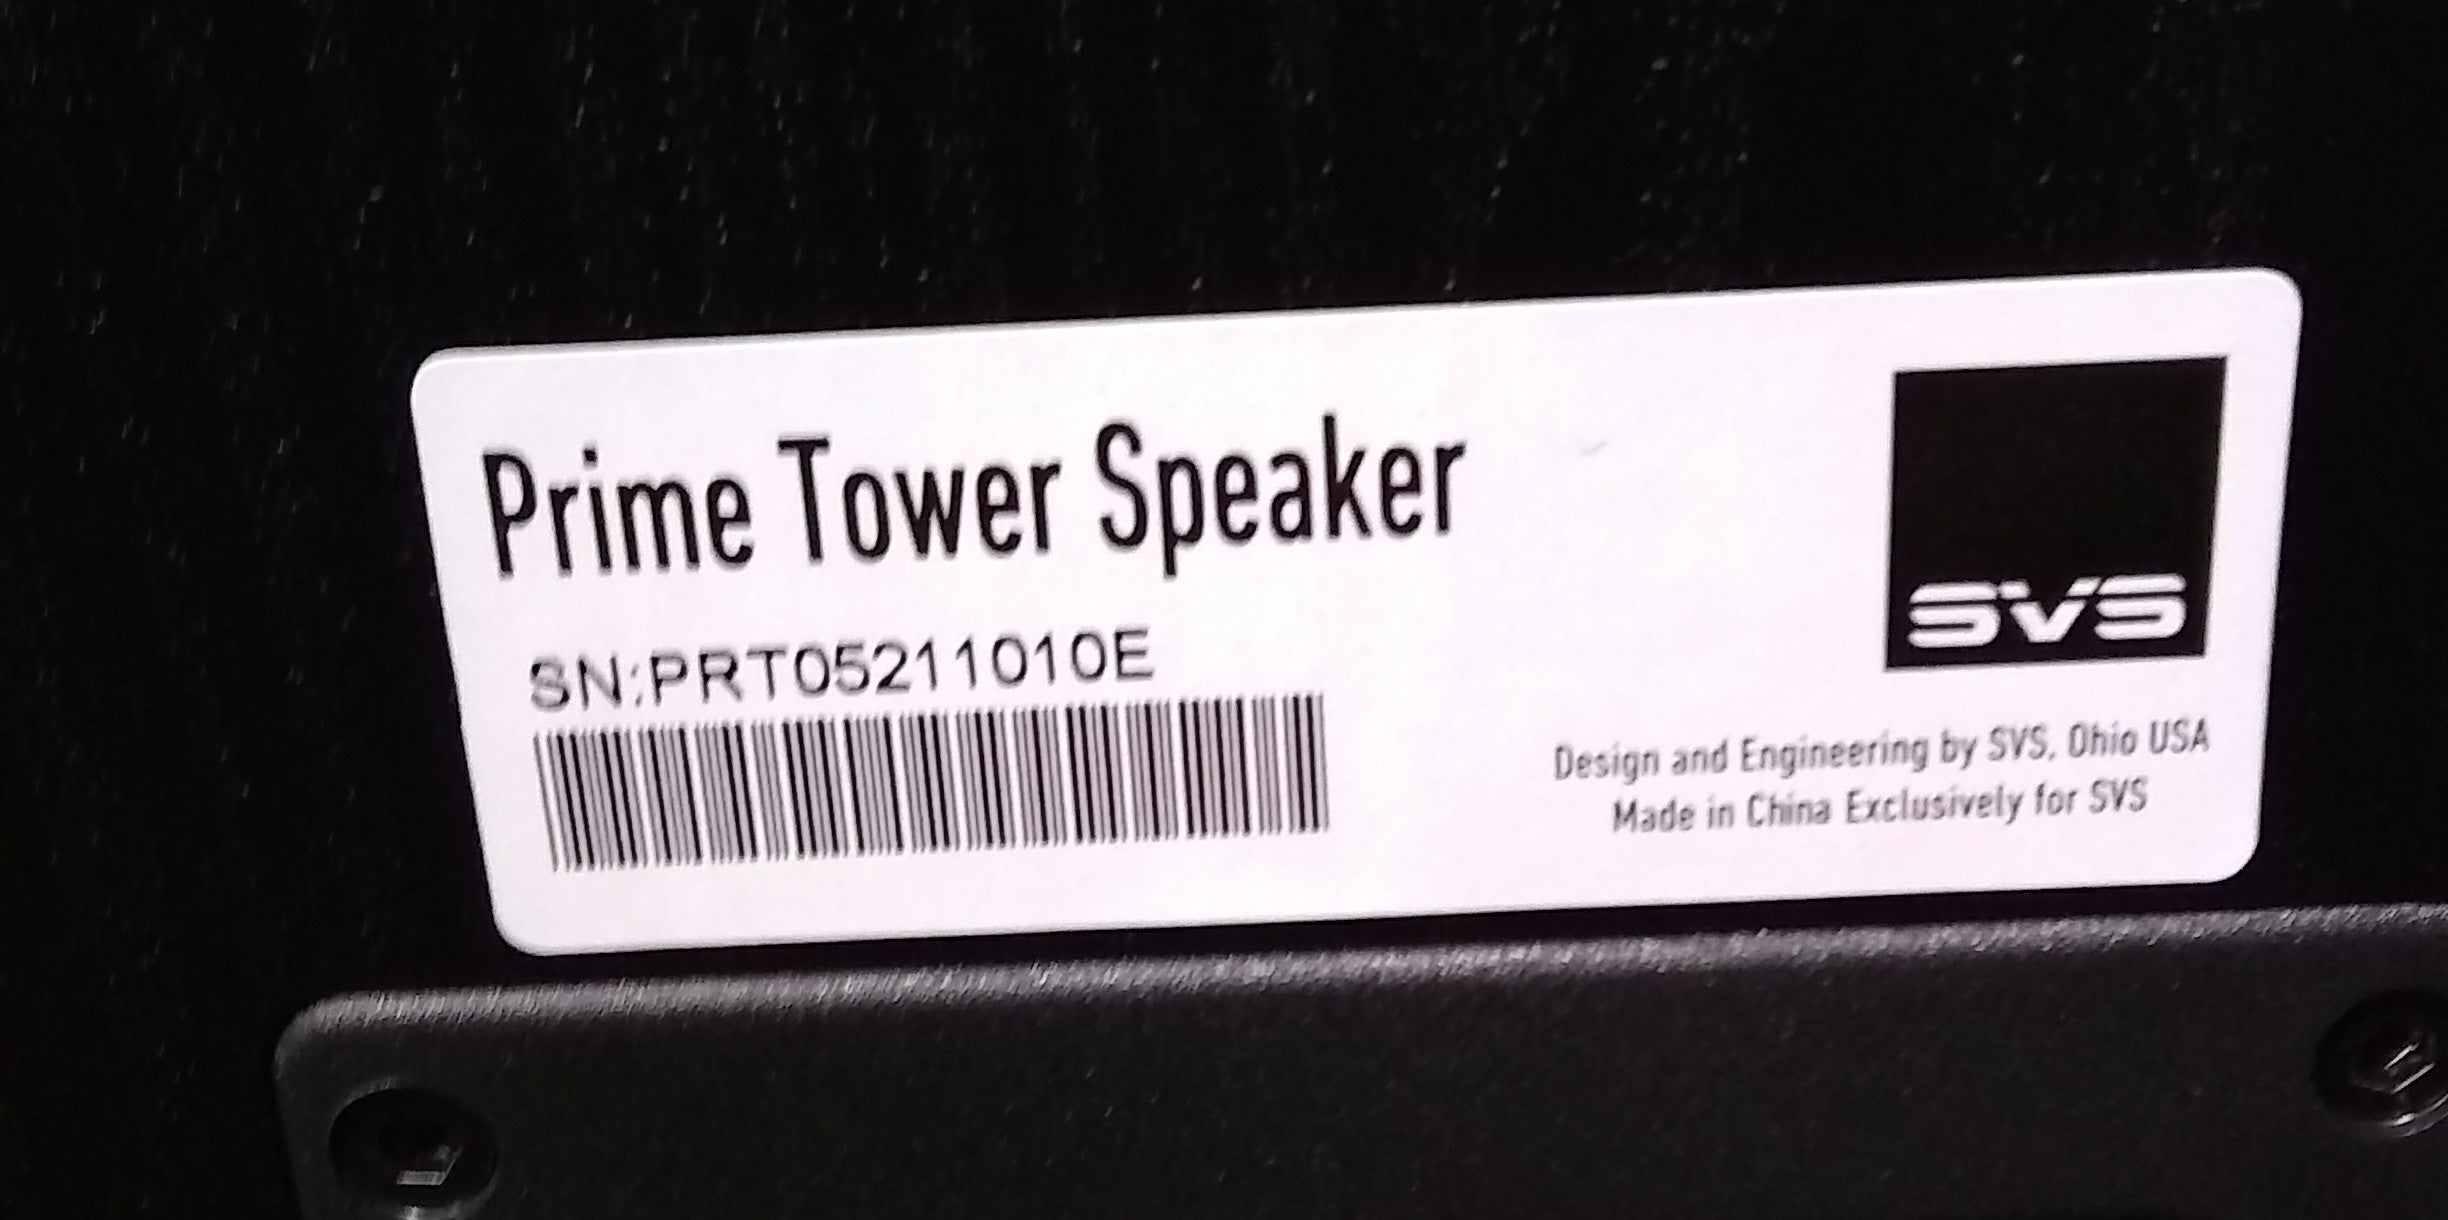 Prime Tower Speaker
SN:PRT05211010E
SVS
Design and Engineering by SVS, Ohio USA
Made in China Exclusively for SVS